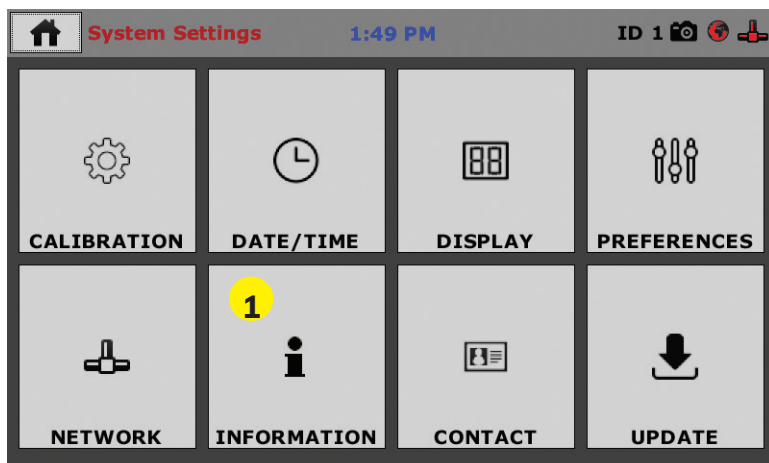 System Settings 1:49 PM ID 1
CALIBRATION DATE/TIME DISPLAY PREFERENCES
1
NETWORK INFORMATION CONTACT UPDATE